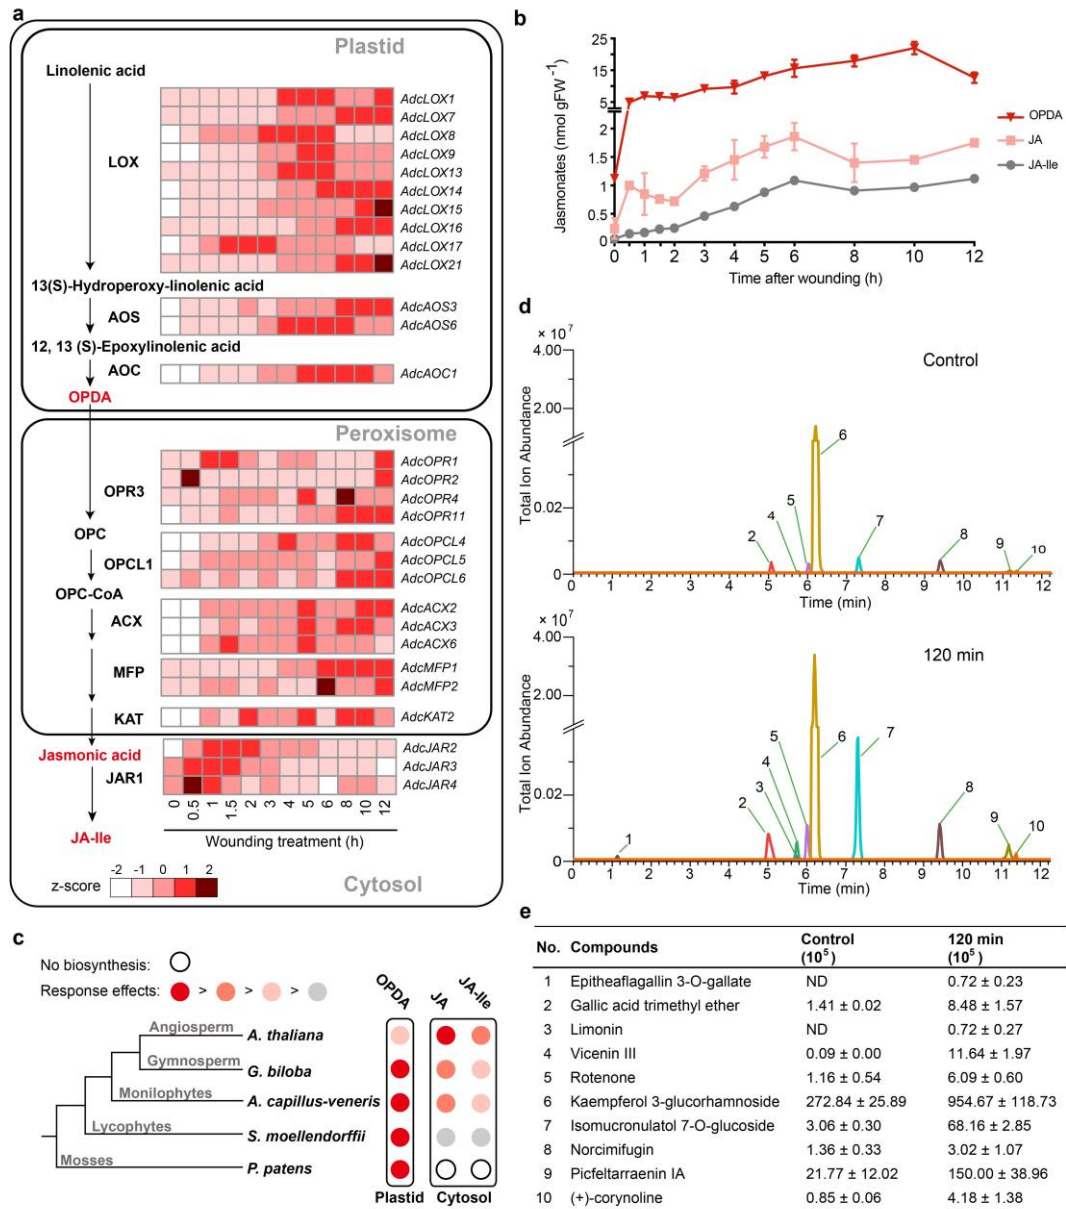 a
Plastid
Linolenic acid
LOX
AdcLOX1
AdcLOX7
AdcLOX8
AdcLOX9
AdcLOX13
AdcLOX14
AdcLOX15
AdcLOX16
AdcLOX17
AdcLOX21
13(S)-Hydroperoxy-linolenic acid
AOS
AdcAOS3
AdcAOS6
12, 13 (S)-Epoxylinolenic acid
AOC
AdcAOC1
OPDA
Peroxisome
OPR3
AdcOPR1
AdcOPR2
AdcOPR4
AdcOPR11
OPC
OPCL1
AdcOPCL4
AdcOPCL5
AdcOPCL6
OPC-CoA
ACX
AdcACX2
AdcACX3
AdcACX6
MFP
AdcMFP1
AdcMFP2
KAT
AdcKAT2
Jasmonic acid
JAR1
AdcJAR2
AdcJAR3
AdcJAR4
JA-Ile
0 0.5 1 1.5 2 3 4 5 6 8 10 12
Wounding treatment (h)
-2 -1 0 1 2
z-score
Cytosol
b
Jasmonates (nmol gFW⁻¹)
25
15
5
2
1.5
1
0.5
0
0 1 2 3 4 5 6 8 10 12
Time after wounding (h)
OPDA
JA
JA-Ile
c
No biosynthesis:
Response effects: > > >
OPDA JA JA-Ile
Angiosperm A. thaliana
Gymnosperm G. biloba
Monilophytes A. capillus-veneris
Lycophytes S. moellendorffii
Mosses P. patens
Plastid Cytosol
d
× 10⁷
4.00
2.00
0.02
0
Total Ion Abundance
Control
2 4 5 6 7 8 9 10
0 1 2 3 4 5 6 7 8 9 10 11 12
Time (min)
× 10⁷
4.00
2.00
0.02
0
Total Ion Abundance
120 min
1 2 3 4 5 6 7 8 9 10
0 1 2 3 4 5 6 7 8 9 10 11 12
Time (min)
e
No. Compounds Control (10⁵) 120 min (10⁵)
1 Epitheaflagallin 3-O-gallate ND 0.72 ± 0.23
2 Gallic acid trimethyl ether 1.41 ± 0.02 8.48 ± 1.57
3 Limonin ND 0.72 ± 0.27
4 Vicenin III 0.09 ± 0.00 11.64 ± 1.97
5 Rotenone 1.16 ± 0.54 6.09 ± 0.60
6 Kaempferol 3-glucorhamnoside 272.84 ± 25.89 954.67 ± 118.73
7 Isomucronulatol 7-O-glucoside 3.06 ± 0.30 68.16 ± 2.85
8 Norcimifugin 1.36 ± 0.33 3.02 ± 1.07
9 Picfeltarraenin IA 21.77 ± 12.02 150.00 ± 38.96
10 (+)-corynoline 0.85 ± 0.06 4.18 ± 1.38